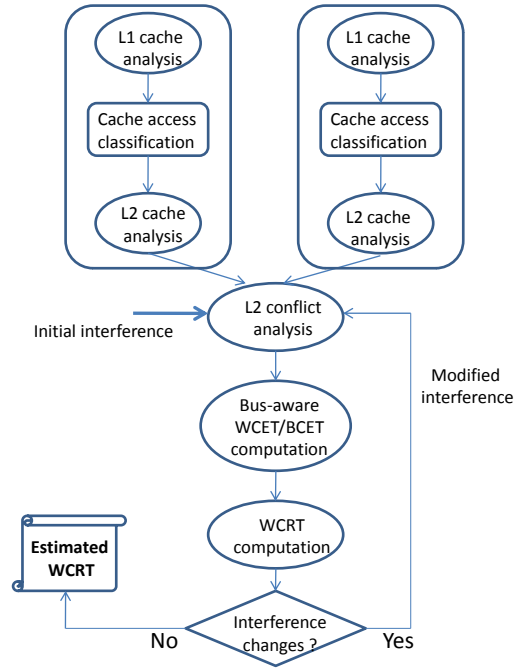 L1 cache
analysis
Cache access
classification
L2 cache
analysis
L1 cache
analysis
Cache access
classification
L2 cache
analysis
L2 conflict
analysis
Initial interference
Modified
interference
Bus-aware
WCET/BCET
computation
WCRT
computation
Estimated
WCRT
Interference
changes ?
No
Yes